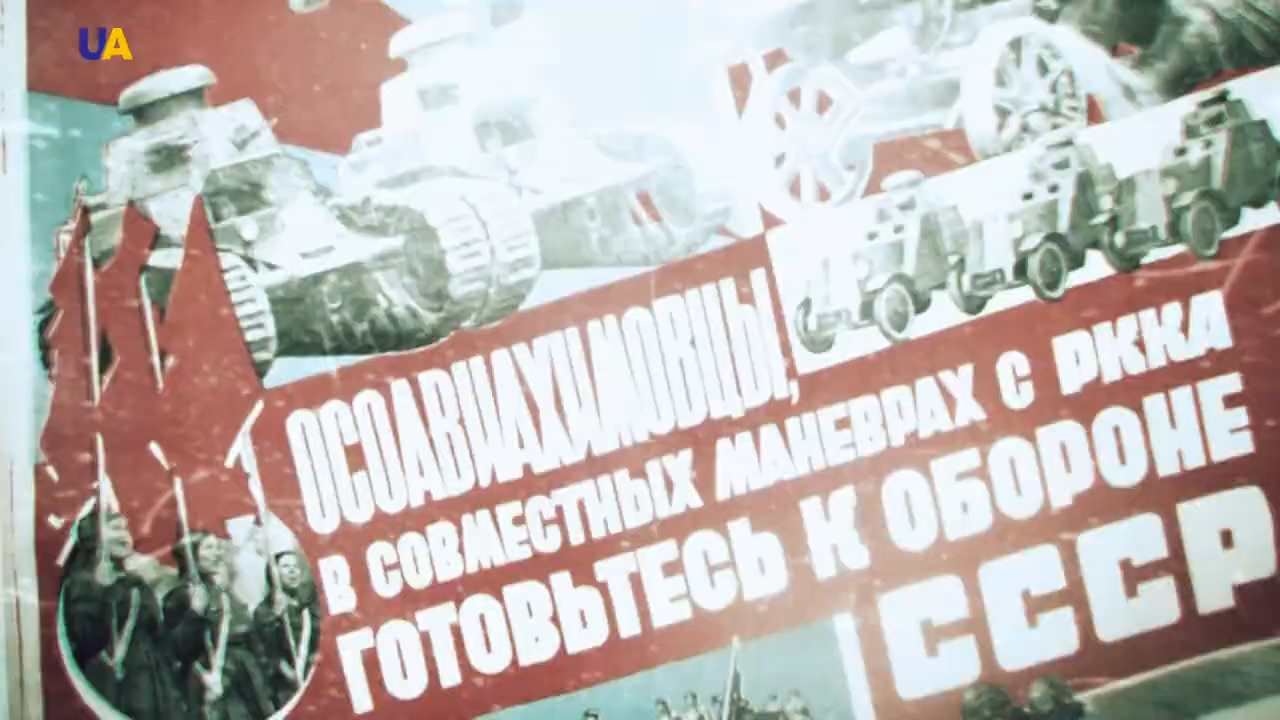 UA
ОСОАВИАХИМОВЦЫ,
В СОВМЕСТНЫХ МАНЕВРАХ С РККА
ГОТОВЬТЕСЬ К ОБОРОНЕ
СССР